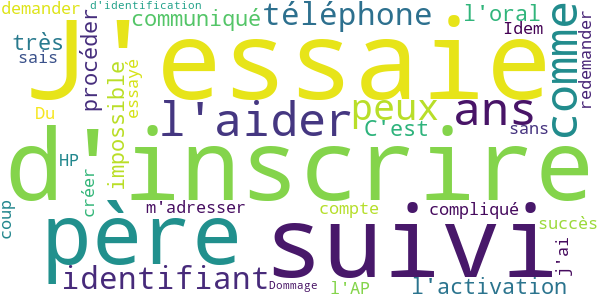 demander
d'identification
communiqué
téléphone
l'oral
Idem
comme
redemander
très
sais
procéder
J'essaie
impossible
essayé
Du
l'aider
peux
ans
C'est
sans
d'inscrire
HP
créer
coup
père
m'adresser
suivi
compte
compliqué
succès
j'ai
identifiant
Dommage
l'AP
l'activation